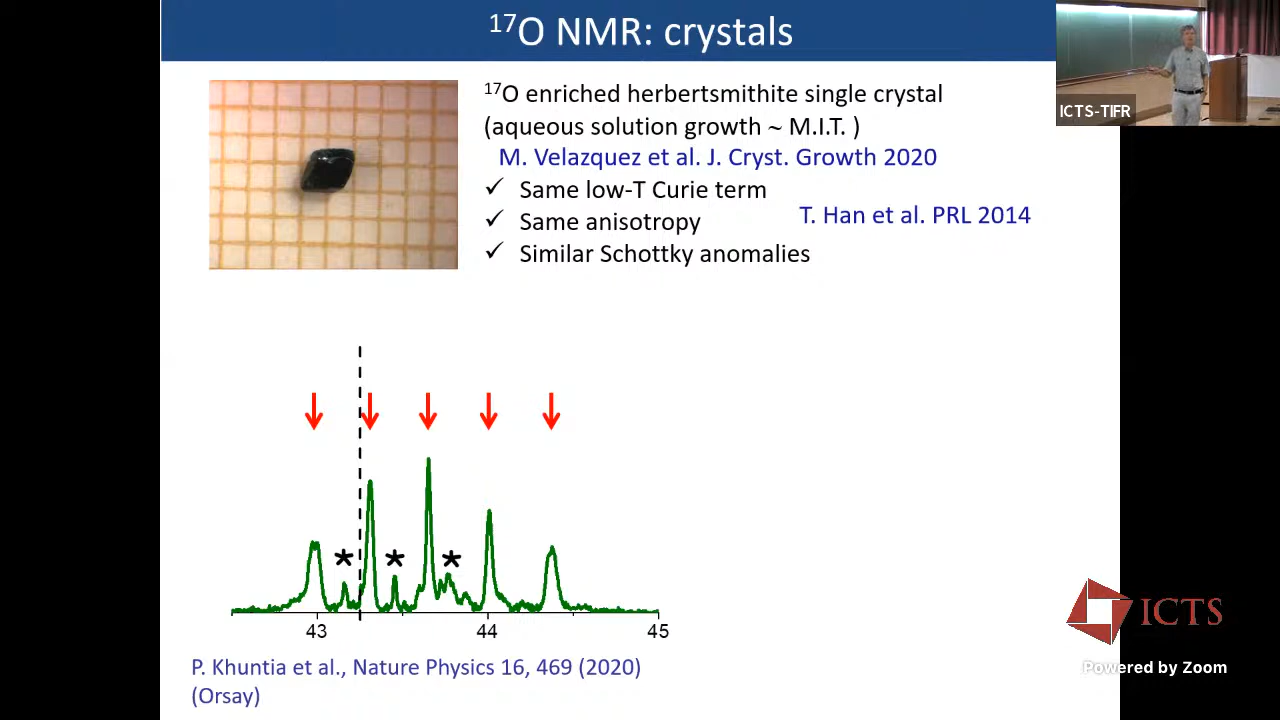 17O NMR: crystals
17O enriched herbertsmithite single crystal
(aqueous solution growth ~ M.I.T. )
M. Velazquez et al. J. Cryst. Growth 2020
✓ Same low-T Curie term
T. Han et al. PRL 2014
✓ Same anisotropy
✓ Similar Schottky anomalies
* * *
43 44 45
P. Khuntia et al., Nature Physics 16, 469 (2020)
(Orsay)
ICTS-TIFR
ICTS
Powered by Zoom